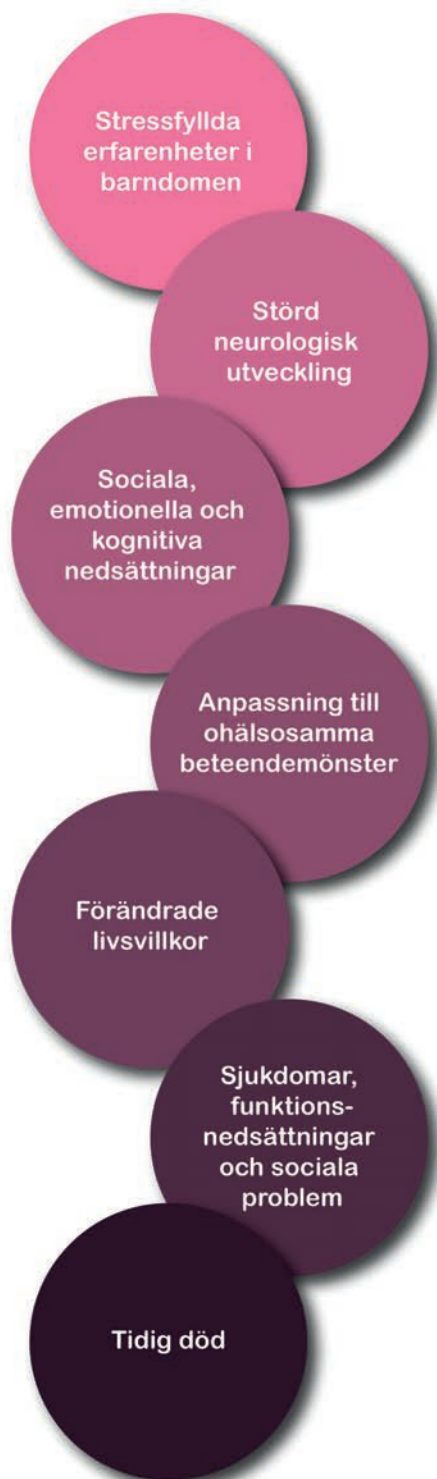 Stressfyllda
erfarenheter i
barndomen
Störd
neurologisk
utveckling
Sociala,
emotionella och
kognitiva
nedsättningar
Anpassning till
ohälsosamma
beteendemönster
Förändrade
livsvillkor
Sjukdomar,
funktions-
nedsättningar
och sociala
problem
Tidig död